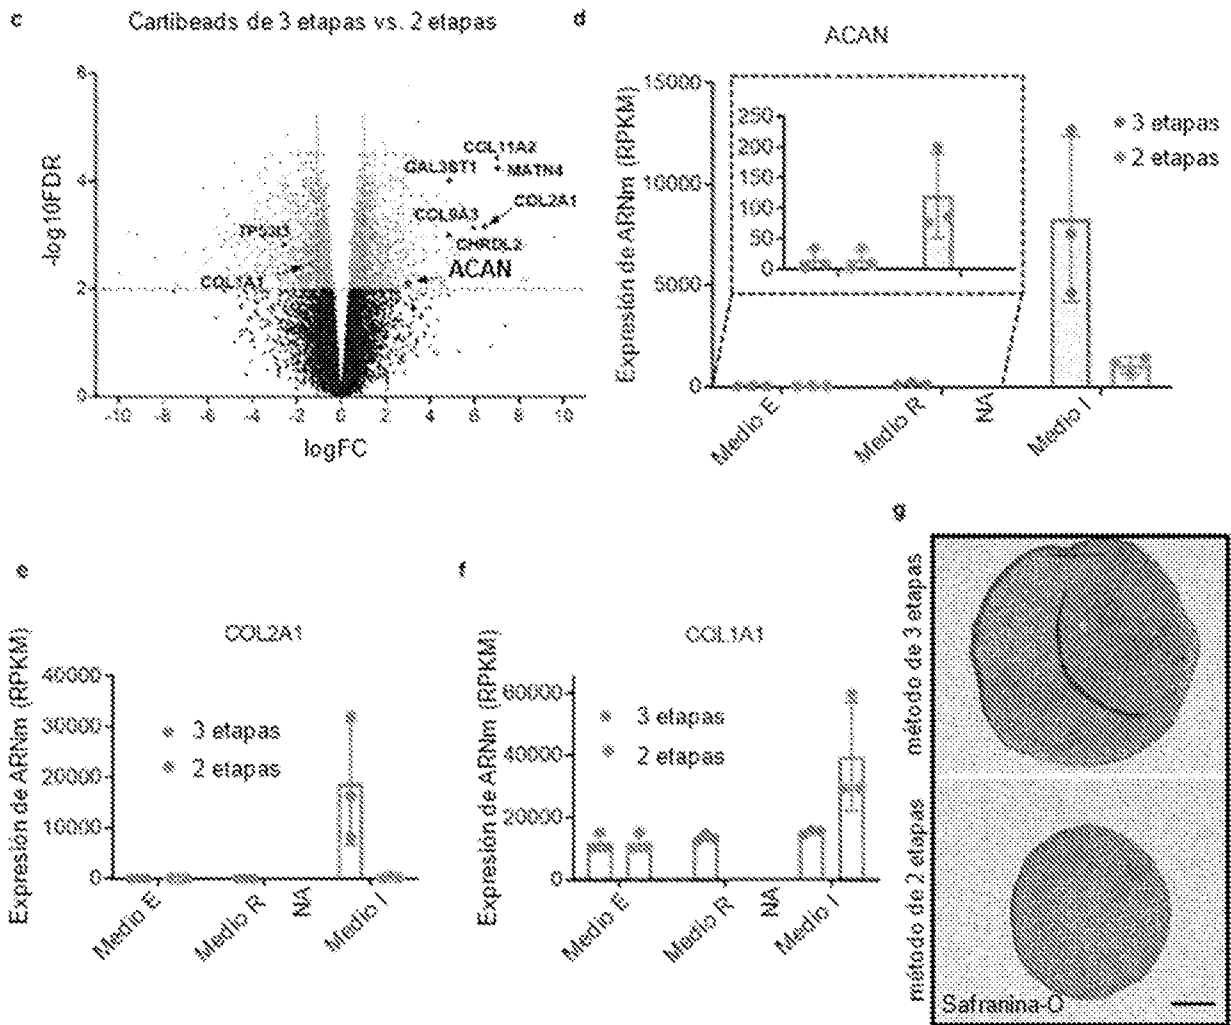 c
Cartibeads de 3 etapas vs. 2 etapas
-log10FDR
6
4
2
0
COL11A2
GAL3ST1
MATN4
COL2A1
COL9A3
CHRDL2
TP53I3
COL1A1
ACAN
-10 -8 -6 -4 -2 0 2 4 6 8 10
logFC
d
ACAN
Expresión de ARNm (RPKM)
15000
10000
5000
0
250
200
150
100
50
0
3 etapas
2 etapas
Medio E
Medio R
NA
Medio I
e
COL2A1
Expresión de ARNm (RPKM)
40000
30000
20000
10000
0
3 etapas
2 etapas
Medio E
Medio R
NA
Medio I
f
COL1A1
Expresión de ARNm (RPKM)
60000
40000
20000
0
3 etapas
2 etapas
Medio E
Medio R
NA
Medio I
g
método de 3 etapas
método de 2 etapas
Safranina-O